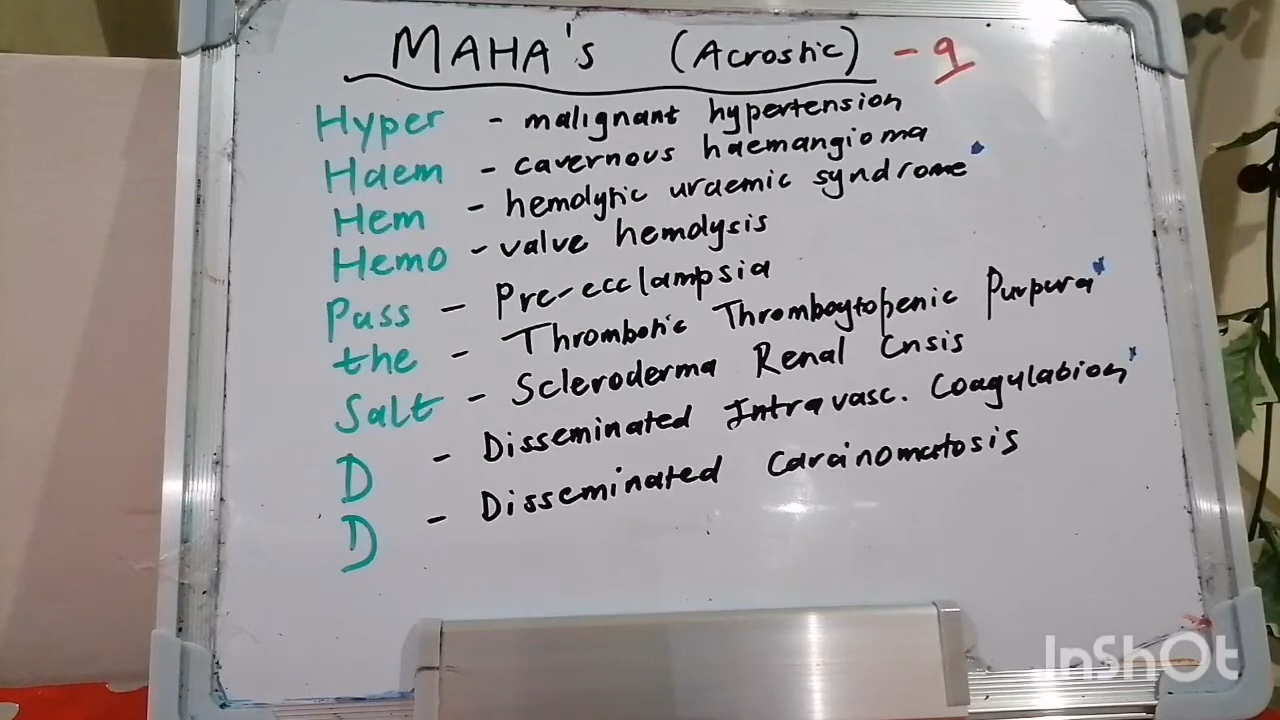 MAHA's (Acrostic) - 9
Hyper - malignant hypertension
Haem - cavernous haemangioma
Hem - hemolytic uraemic syndrome*
Hemo - valve hemolysis
Pass - Pre-ecclampsia
the - Thrombotic Thrombocytopenic Purpura*
Salt - Scleroderma Renal Crisis
D - Disseminated Intravasc. Coagulation*
D - Disseminated Carcinomatosis
InShOt